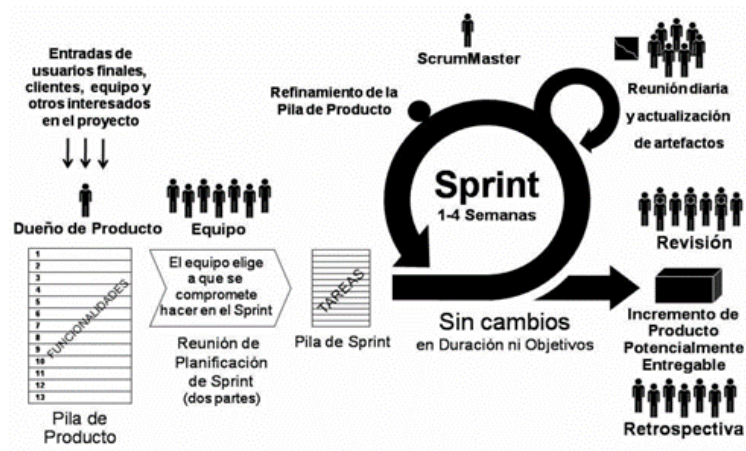 Entradas de
usuarios finales,
clientes, equipo y
otros interesados
en el proyecto
Dueño de Producto
1
2
3
4
5
6
7
8
9
10
11
12
13
FUNCIONALIDADES
Pila de
Producto
Equipo
El equipo elige
a que se
compromete
hacer en el Sprint
Reunión de
Planificación
de Sprint
(dos partes)
TAREAS
Pila de Sprint
ScrumMaster
Refinamiento de la
Pila de Producto
Sprint
1-4 Semanas
Sin cambios
en Duración ni Objetivos
Reunión diaria
y actualización
de artefactos
Revisión
Incremento de
Producto
Potencialmente
Entregable
Retrospectiva